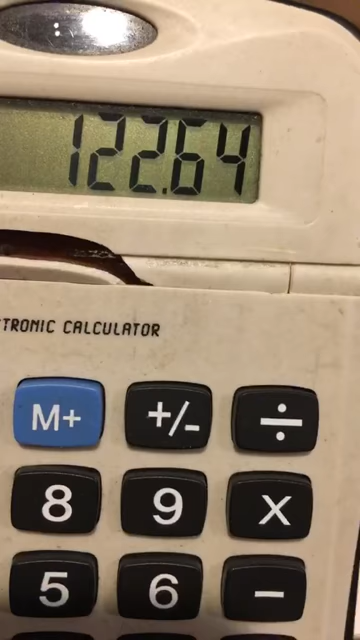 122.64
TRONIC CALCULATOR
M+ +/- ÷
8 9 X
5 6 -